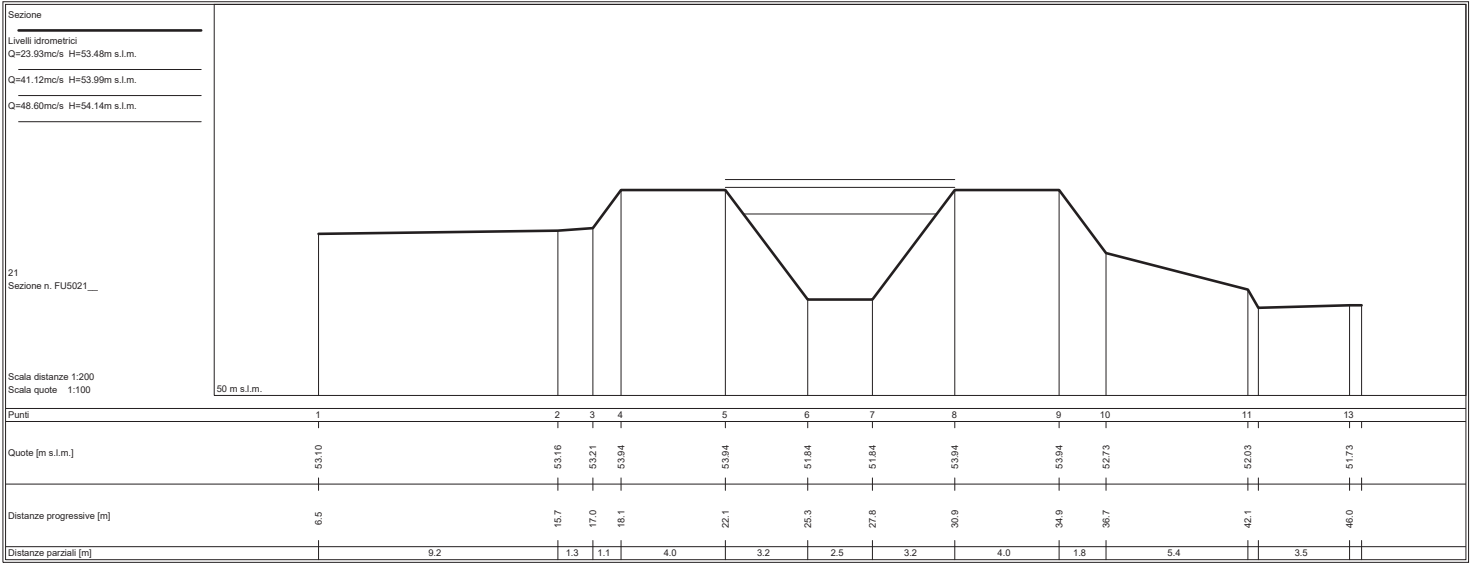 Sezione
Livelli idrometrici
Q=23.93mc/s H=53.48m s.l.m.
Q=41.12mc/s H=53.99m s.l.m.
Q=48.60mc/s H=54.14m s.l.m.
21
Sezione n. FU5021__
Scala distanze 1:200
Scala quote 1:100
50 m s.l.m.
Punti 1 2 3 4 5 6 7 8 9 10 11 13
Quote [m s.l.m.] 53.10 53.16 53.21 53.94 53.94 51.84 51.84 53.94 53.94 52.73 52.03 51.73
Distanze progressive [m] 6.5 15.7 17.0 18.1 22.1 25.3 27.8 30.9 34.9 36.7 42.1 46.0
Distanze parziali [m] 9.2 1.3 1.1 4.0 3.2 2.5 3.2 4.0 1.8 5.4 3.5